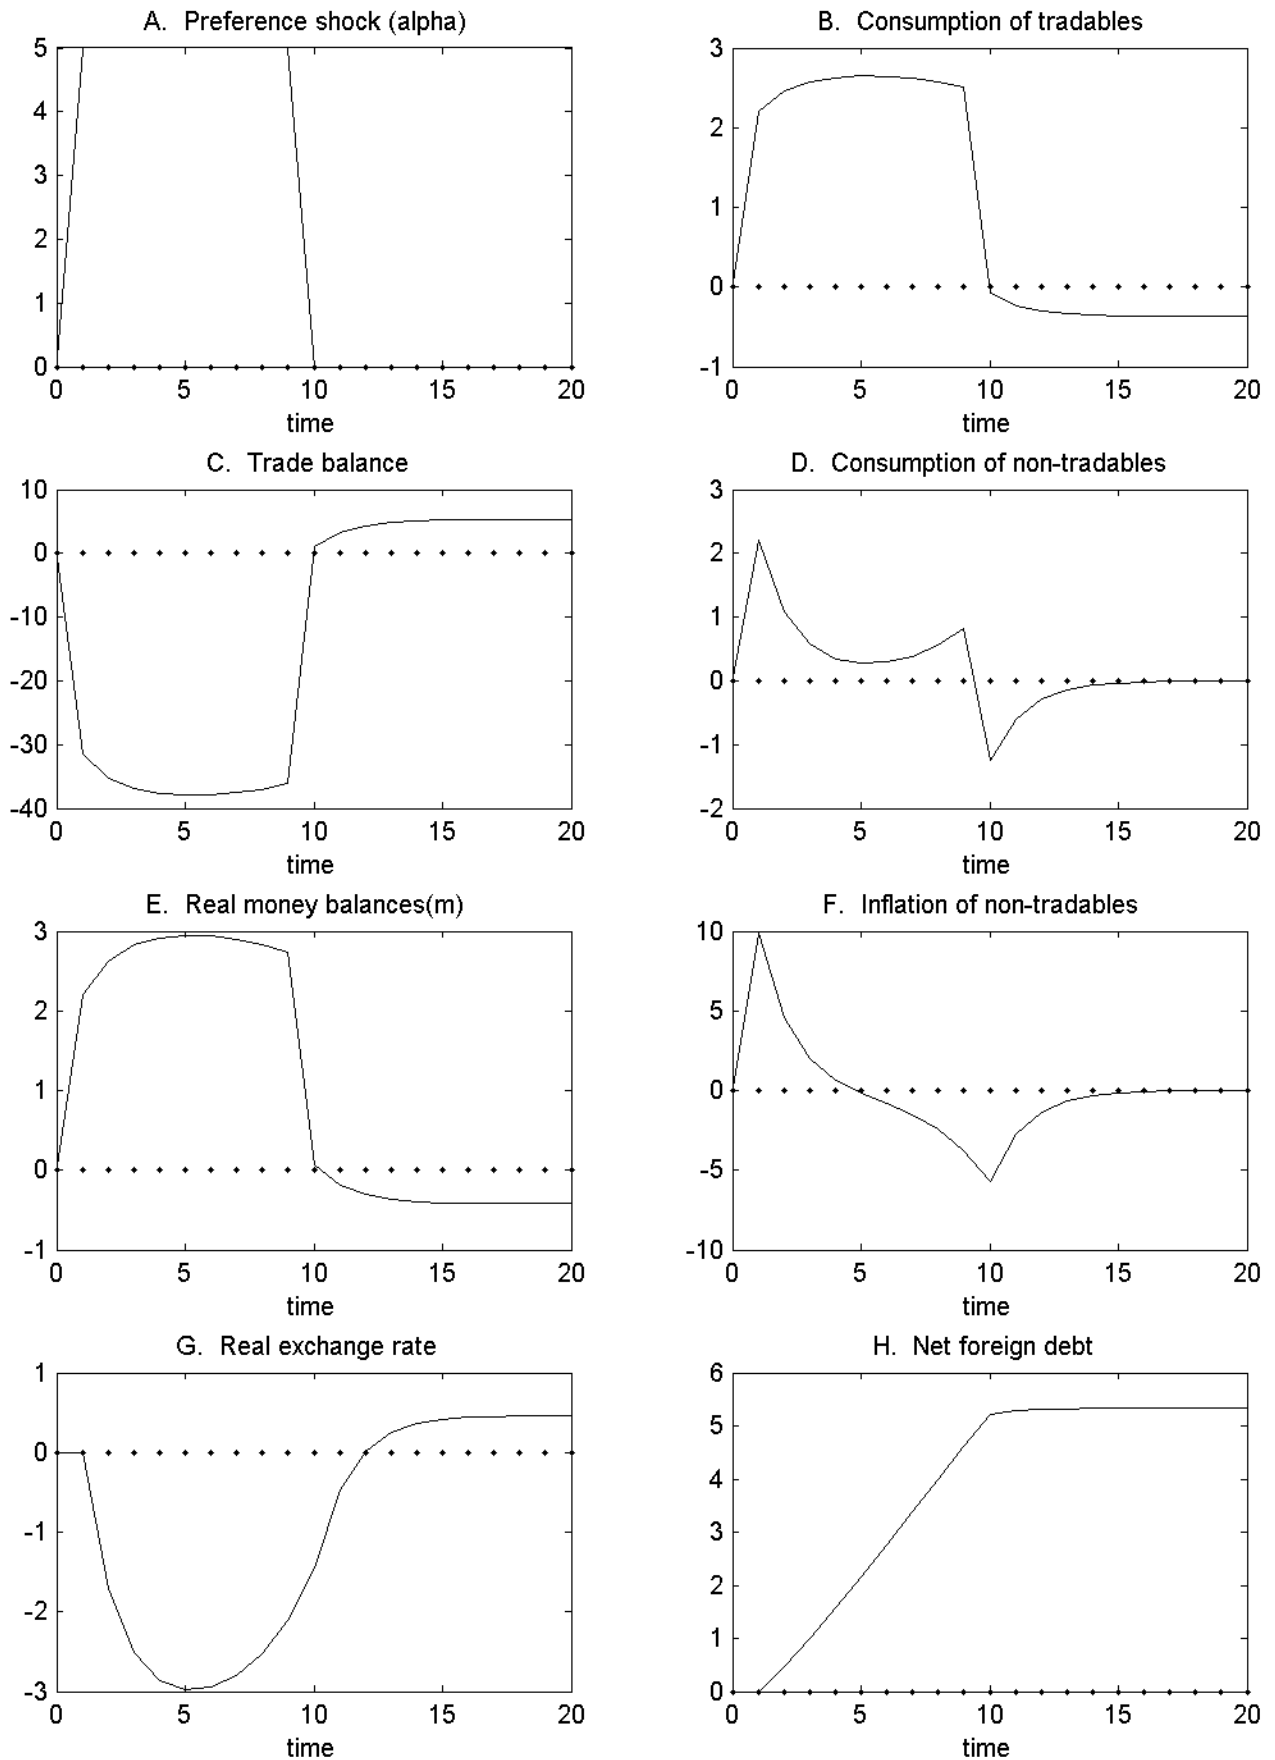 A. Preference shock (alpha)
5
4
3
2
1
0
0 5 10 15 20
time
B. Consumption of tradables
3
2
1
0
-1
0 5 10 15 20
time
C. Trade balance
10
0
-10
-20
-30
-40
0 5 10 15 20
time
D. Consumption of non-tradables
3
2
1
0
-1
-2
0 5 10 15 20
time
E. Real money balances(m)
3
2
1
0
-1
0 5 10 15 20
time
F. Inflation of non-tradables
10
5
0
-5
-10
0 5 10 15 20
time
G. Real exchange rate
1
0
-1
-2
-3
0 5 10 15 20
time
H. Net foreign debt
6
5
4
3
2
1
0
0 5 10 15 20
time